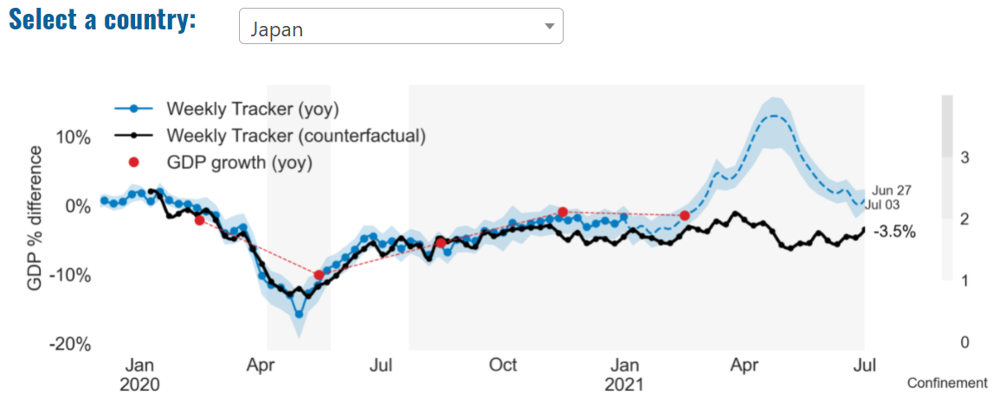 Select a country:
Japan
Weekly Tracker (yoy)
Weekly Tracker (counterfactual)
GDP growth (yoy)
GDP % difference
10%
0%
-10%
-20%
Jun 27
Jul 03
-3.5%
3
2
1
0
Confinement
Jan
2020
Apr
Jul
Oct
Jan
2021
Apr
Jul